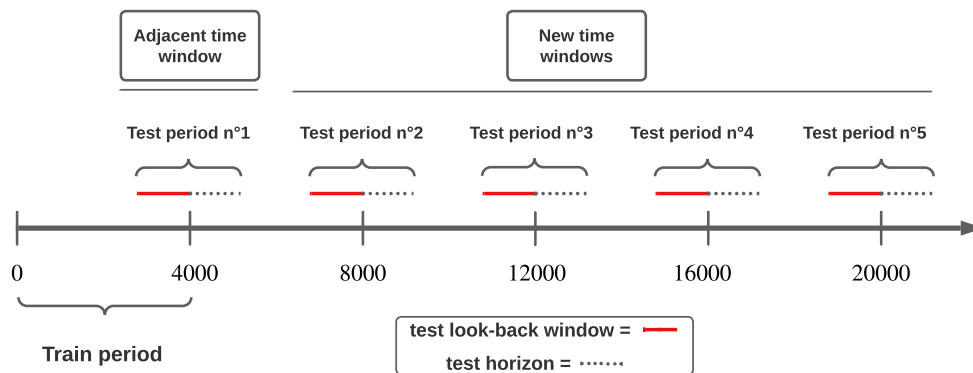 Adjacent time
window
New time
windows
Test period n°1
Test period n°2
Test period n°3
Test period n°4
Test period n°5
0
4000
8000
12000
16000
20000
Train period
test look-back window =
test horizon =